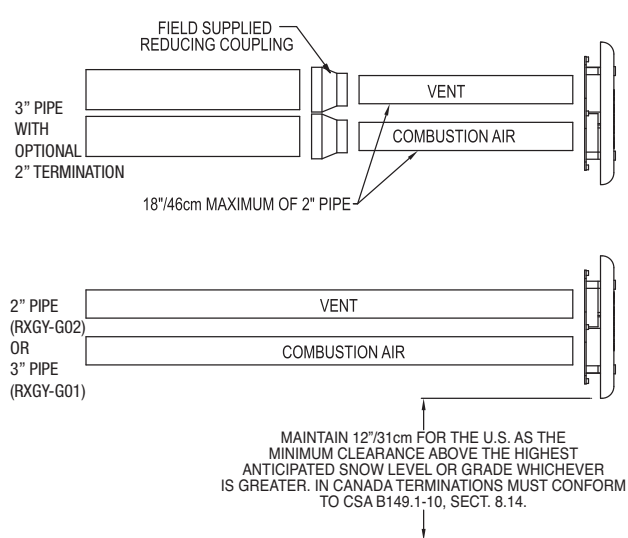 FIELD SUPPLIED
REDUCING COUPLING
VENT
3” PIPE
WITH
OPTIONAL
2” TERMINATION
COMBUSTION AIR
18"/46cm MAXIMUM OF 2" PIPE
2” PIPE
(RXGY-G02)
OR
3” PIPE
(RXGY-G01)
VENT
COMBUSTION AIR
MAINTAIN 12”/31cm FOR THE U.S. AS THE
MINIMUM CLEARANCE ABOVE THE HIGHEST
ANTICIPATED SNOW LEVEL OR GRADE WHICHEVER
IS GREATER. IN CANADA TERMINATIONS MUST CONFORM
TO CSA B149.1-10, SECT. 8.14.